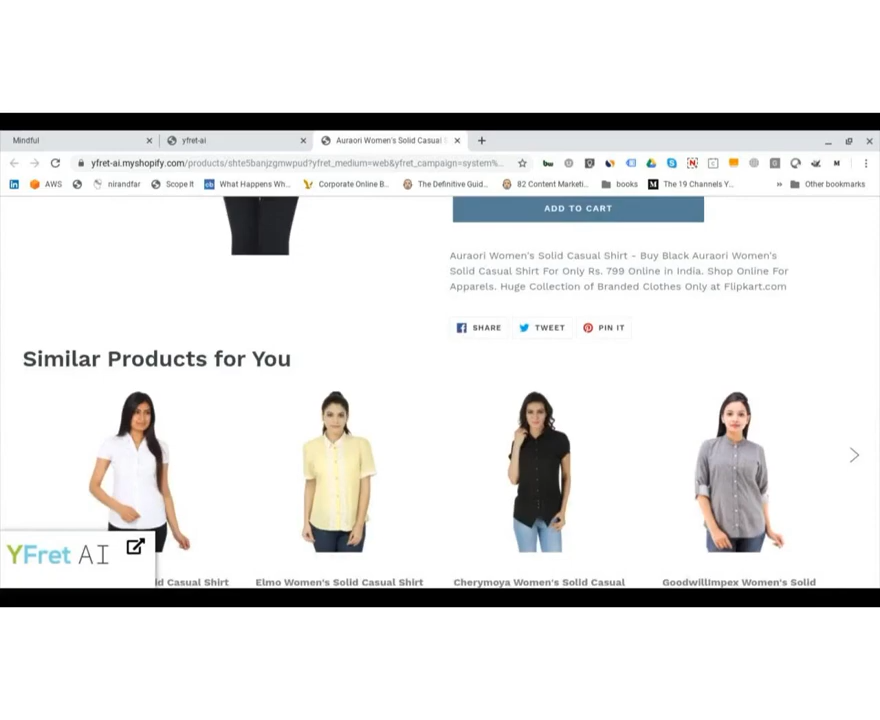 Mindful
yfret-ai
Auraori Women's Solid Casual
yfret-ai.myshopify.com/products/shte5banjzgmwpud?yfret_medium=web&yfret_campaign=system%...
AWS
nirandfar
Scope It
What Happens Wh...
Corporate Online B...
The Definitive Guid...
82 Content Marketi...
books
The 19 Channels Y...
»
Other bookmarks
ADD TO CART
Auraori Women's Solid Casual Shirt - Buy Black Auraori Women's
Solid Casual Shirt For Only Rs. 799 Online in India. Shop Online For
Apparels. Huge Collection of Branded Clothes Only at Flipkart.com
SHARE
TWEET
PIN IT
Similar Products for You
YFret AI
id Casual Shirt
Elmo Women's Solid Casual Shirt
Cherymoya Women's Solid Casual
GoodwillImpex Women's Solid